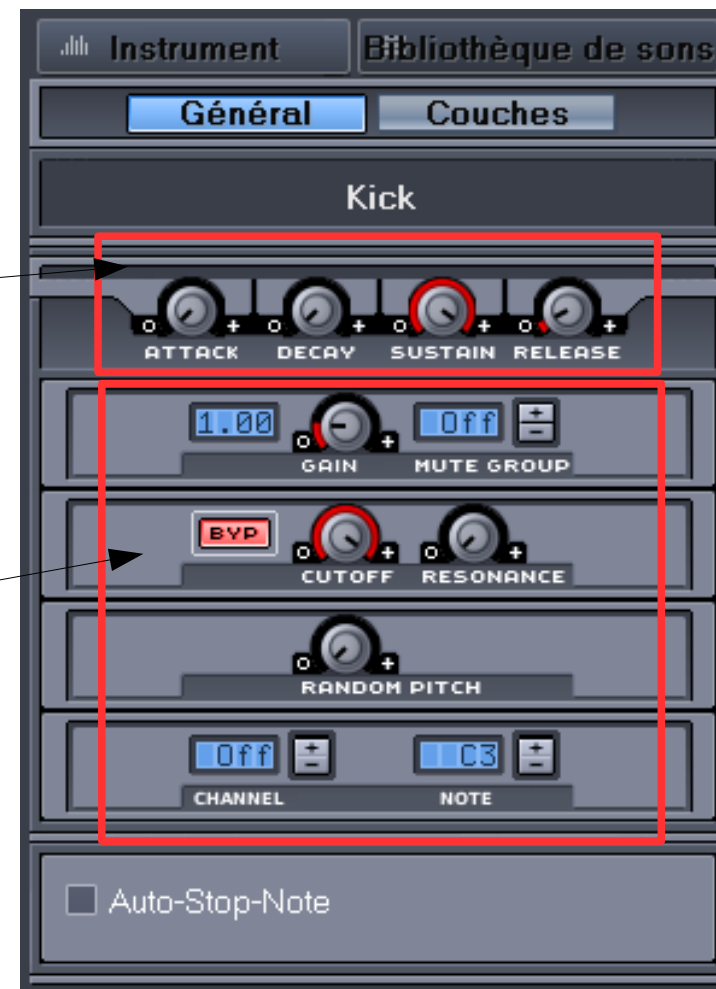 Instrument Bibliothèque de sons
Général Couches
Kick
O + O + O + O +
ATTACK DECAY SUSTAIN RELEASE
1.00 O + Off + -
GAIN MUTE GROUP
BYP O + O +
CUTOFF RESONANCE
O +
RANDOM PITCH
Off + - C3 + -
CHANNEL NOTE
Auto-Stop-Note